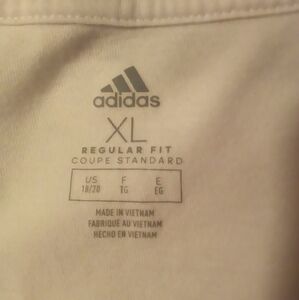 adidas
XL
REGULAR FIT
COUPE STANDARD
US F E
18/20 TG EG
MADE IN VIETNAM
FABRIQUÉ AU VIETNAM
HECHO EN VIETNAM